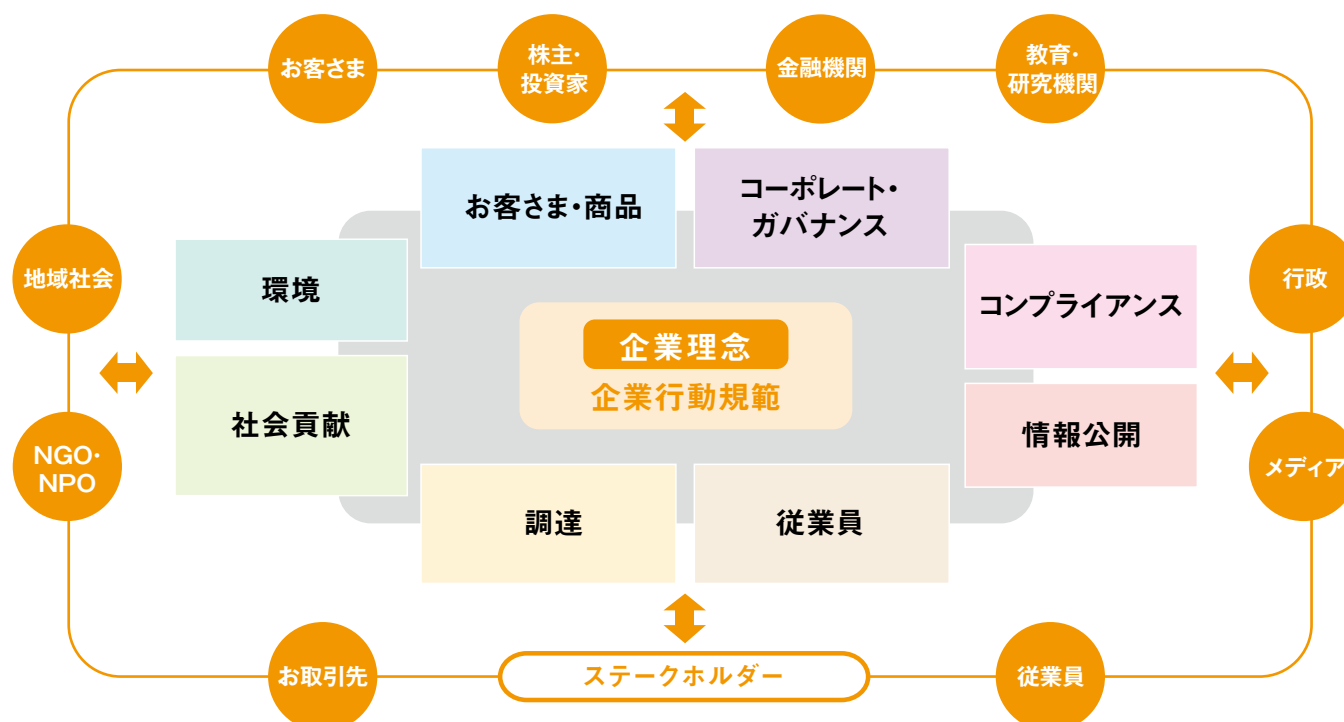 お客さま
株主・
投資家
金融機関
教育・
研究機関
お客さま・商品
コーポレート・
ガバナンス
地域社会
環境
コンプライアンス
行政
企業理念
企業行動規範
社会貢献
情報公開
NGO・
NPO
メディア
調達
従業員
お取引先
ステークホルダー
従業員